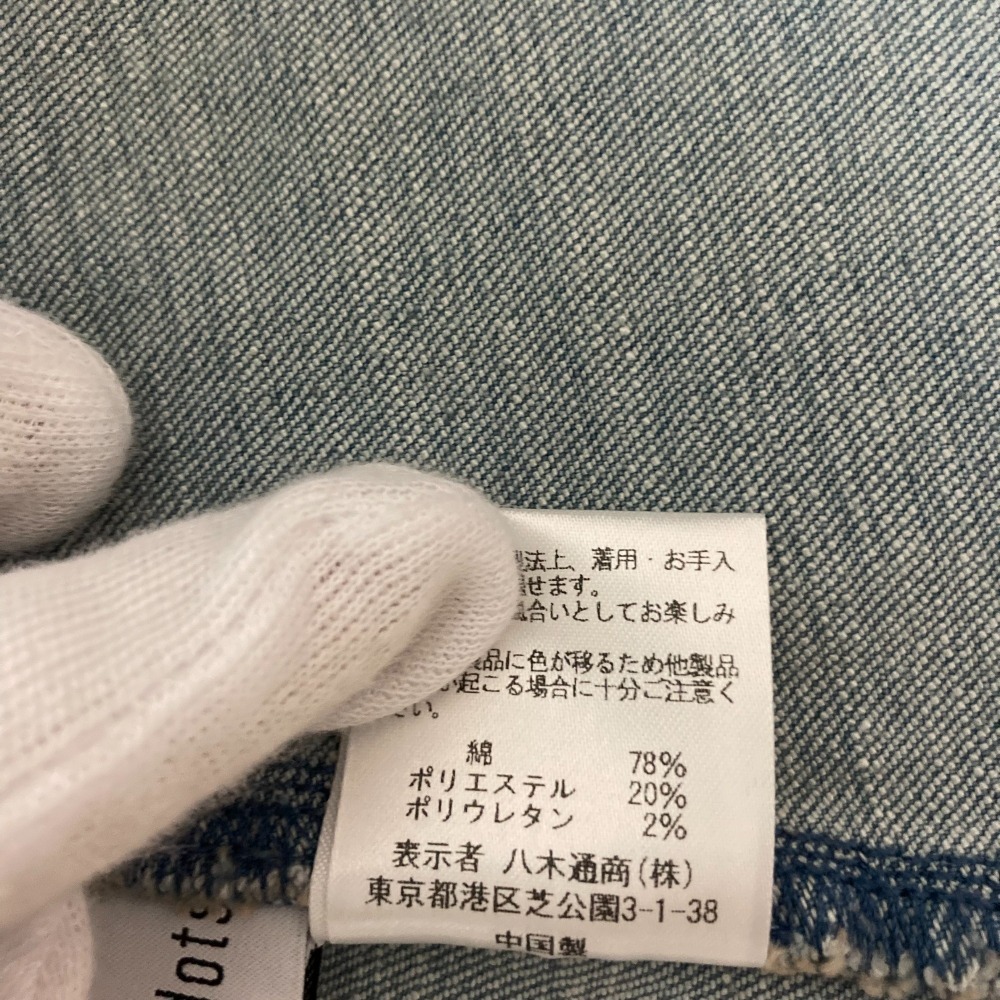 法上、着用・お手入
せます。
合いとしてお楽しみ
製品に色が移るため他製品
が起こる場合に十分ご注意く
さい。
綿 78%
ポリエステル 20%
ポリウレタン 2%
表示者 八木通商(株)
東京都港区芝公園3-1-38
中国製
dots